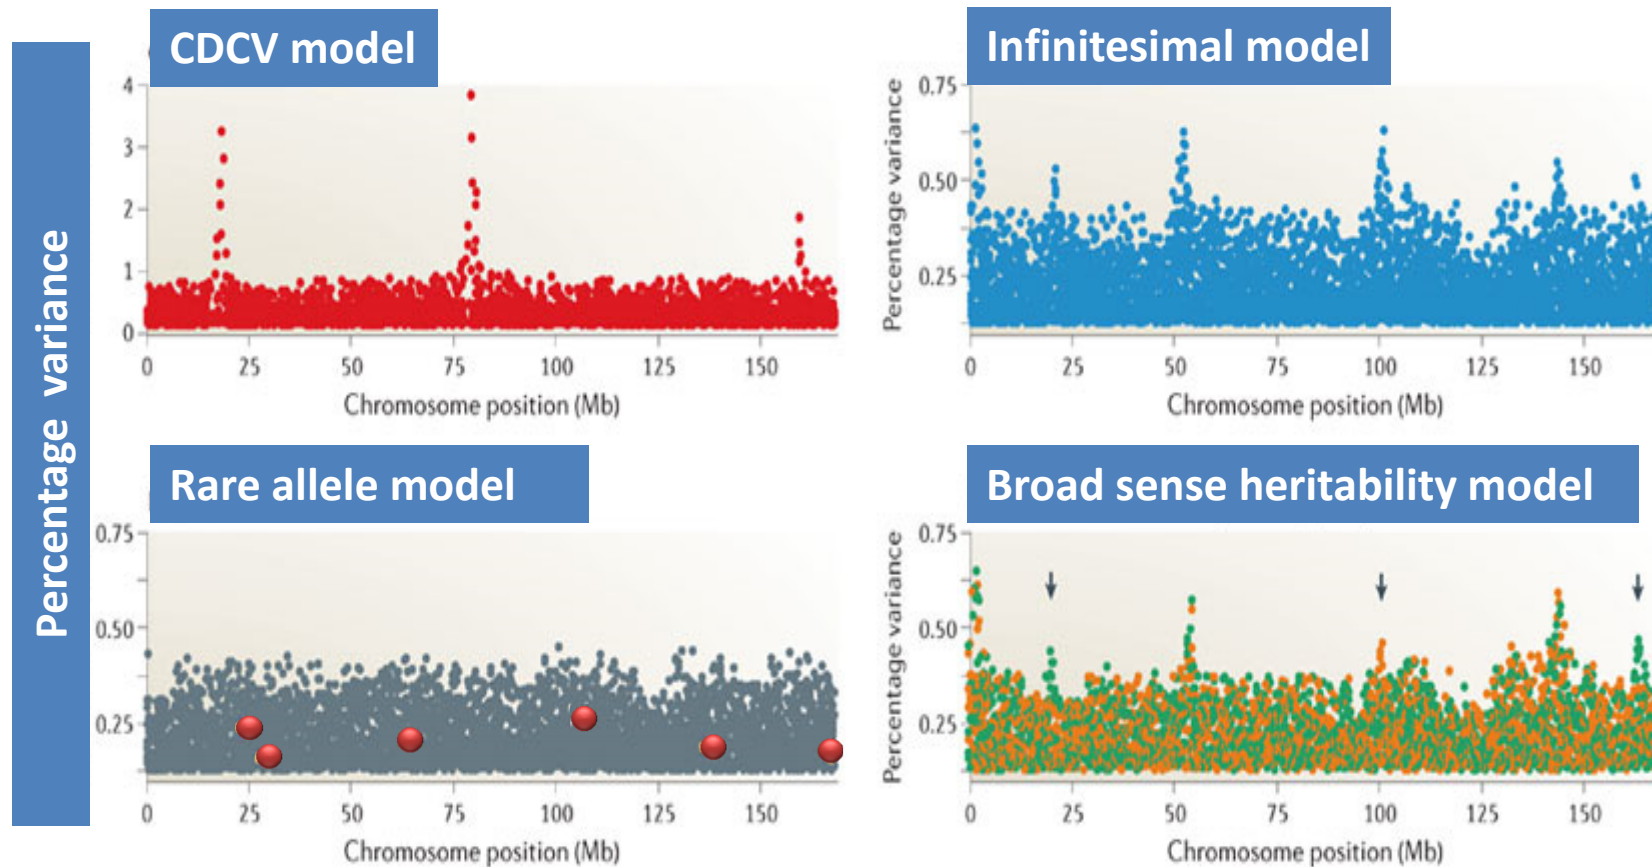 Percentage variance
CDCV model
4
3
2
1
0
0 25 50 75 100 125 150
Chromosome position (Mb)
Infinitesimal model
Percentage variance
0.75
0.50
0.25
0 25 50 75 100 125 150
Chromosome position (Mb)
Rare allele model
0.75
0.50
0.25
0 25 50 75 100 125 150
Chromosome position (Mb)
Broad sense heritability model
Percentage variance
0.75
0.50
0.25
0 25 50 75 100 125 150
Chromosome position (Mb)